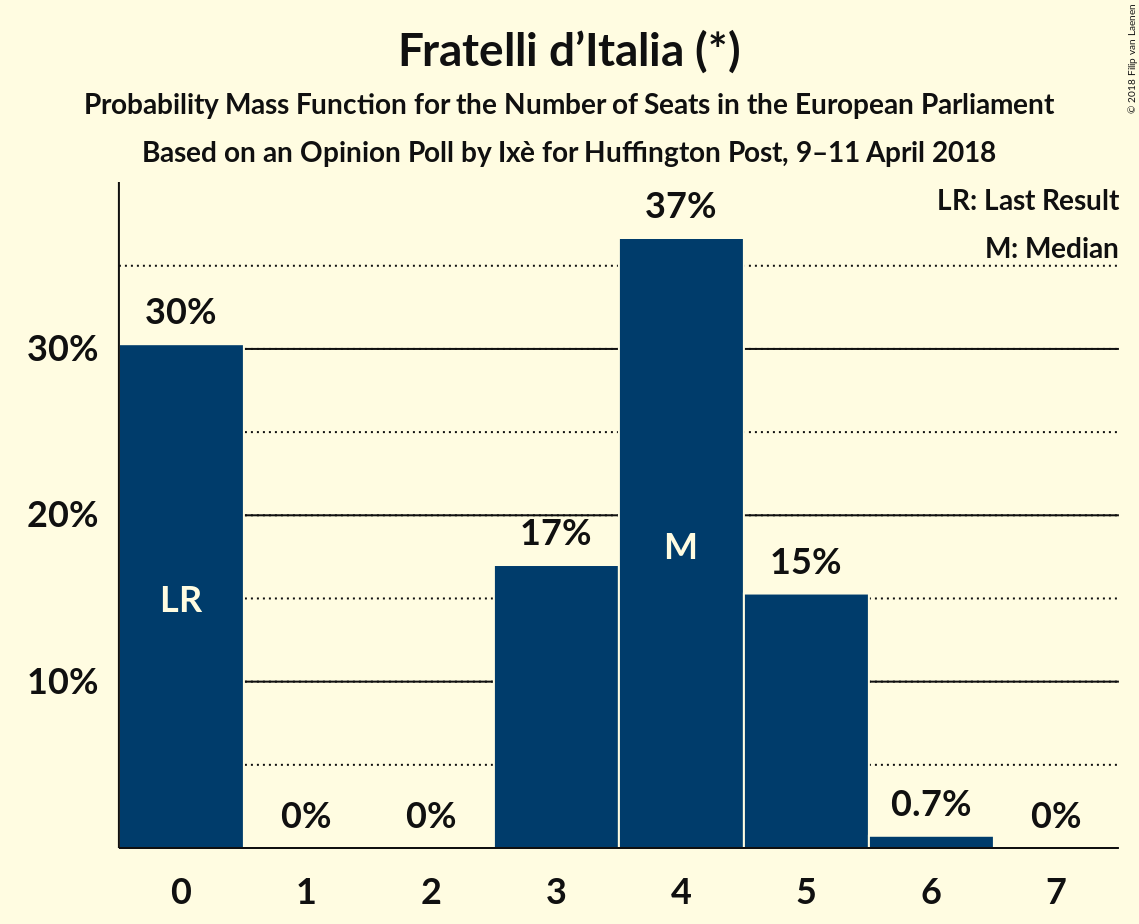 Fratelli d’Italia (*)
Probability Mass Function for the Number of Seats in the European Parliament
Based on an Opinion Poll by Ixè for Huffington Post, 9–11 April 2018
© 2018 Filip van Laenen
LR: Last Result
M: Median
37%
30%
30%
20%
17%
M
15%
LR
10%
0%
0%
0.7%
0%
0 1 2 3 4 5 6 7